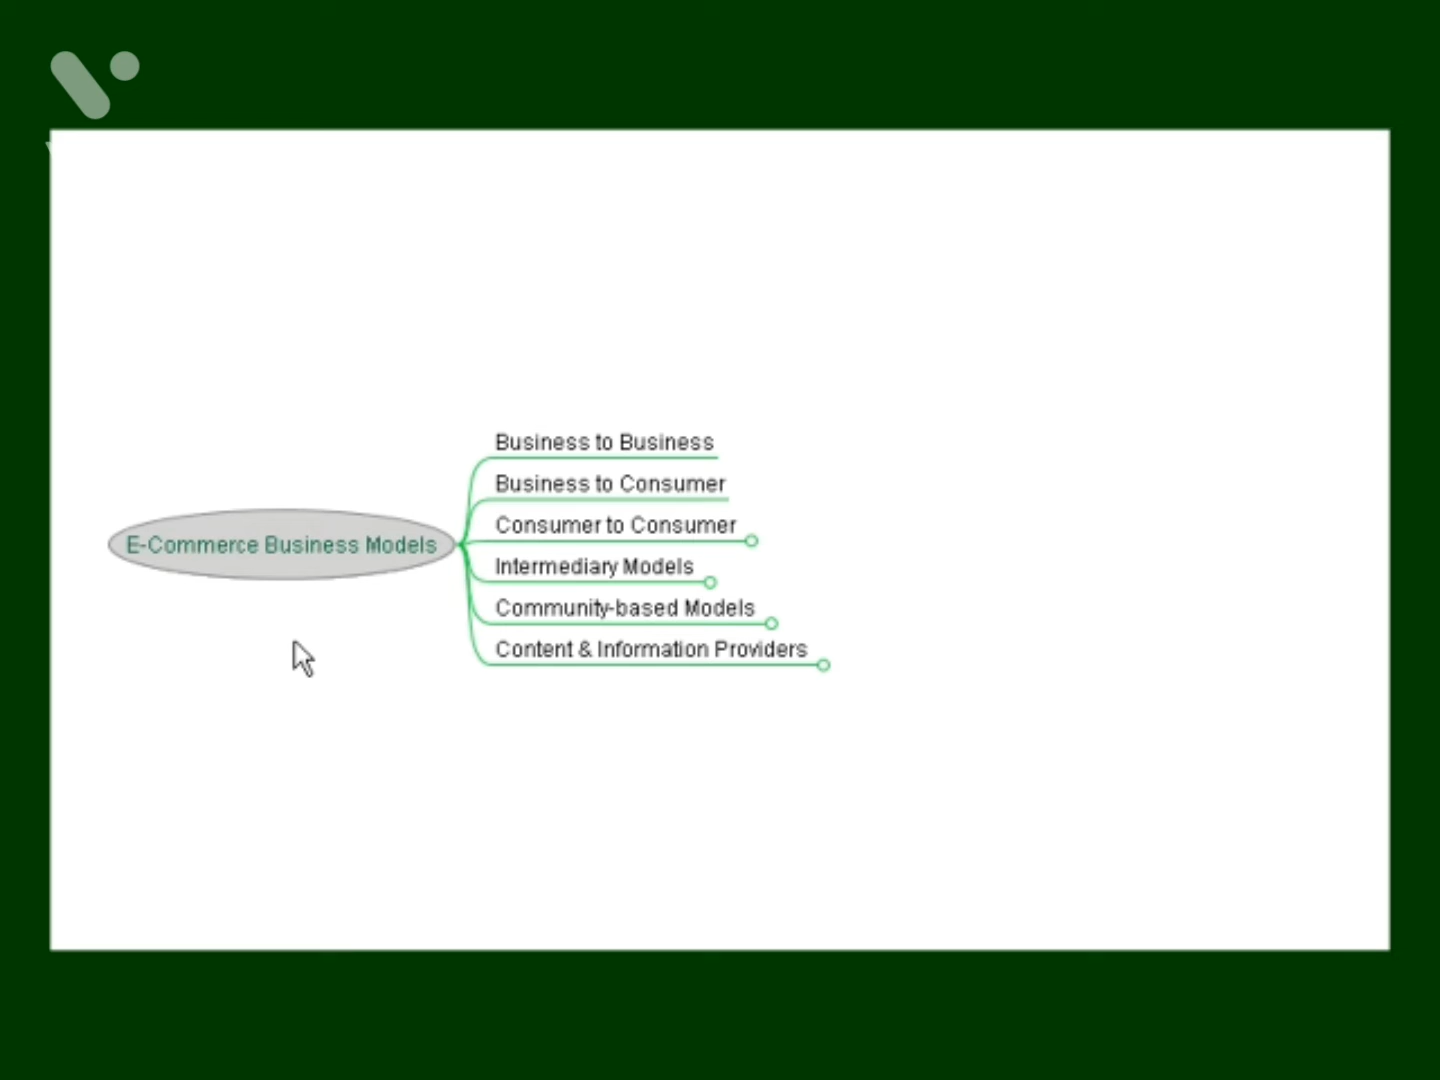 Business to Business
Business to Consumer
Consumer to Consumer
E-Commerce Business Models
Intermediary Models
Community-based Models
Content & Information Providers